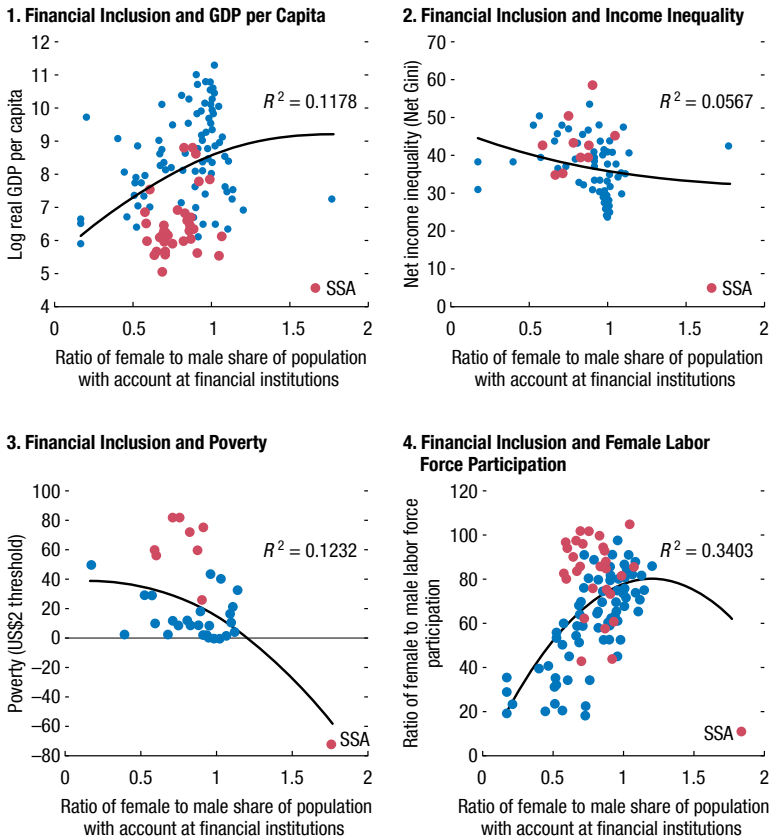 1. Financial Inclusion and GDP per Capita
12
11
10
9
8
7
6
5
4
Log real GDP per capita
R² = 0.1178
SSA
0 0.5 1 1.5 2
Ratio of female to male share of population
with account at financial institutions
2. Financial Inclusion and Income Inequality
70
60
50
40
30
20
10
0
Net income inequality (Net Gini)
R² = 0.0567
SSA
0 0.5 1 1.5 2
Ratio of female to male share of population
with account at financial institutions
3. Financial Inclusion and Poverty
100
80
60
40
20
0
–20
–40
–60
–80
Poverty (US$2 threshold)
R² = 0.1232
SSA
0 0.5 1 1.5 2
Ratio of female to male share of population
with account at financial institutions
4. Financial Inclusion and Female Labor
Force Participation
120
100
80
60
40
20
0
Ratio of female to male labor force
participation
R² = 0.3403
SSA
0 0.5 1 1.5 2
Ratio of female to male share of population
with account at financial institutions